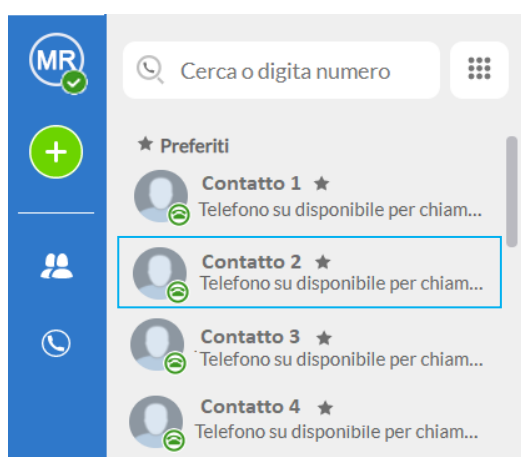 MR
Cerca o digita numero
Preferiti
Contatto 1
Telefono su disponibile per chiam...
Contatto 2
Telefono su disponibile per chiam...
Contatto 3
Telefono su disponibile per chiam...
Contatto 4
Telefono su disponibile per chiam...